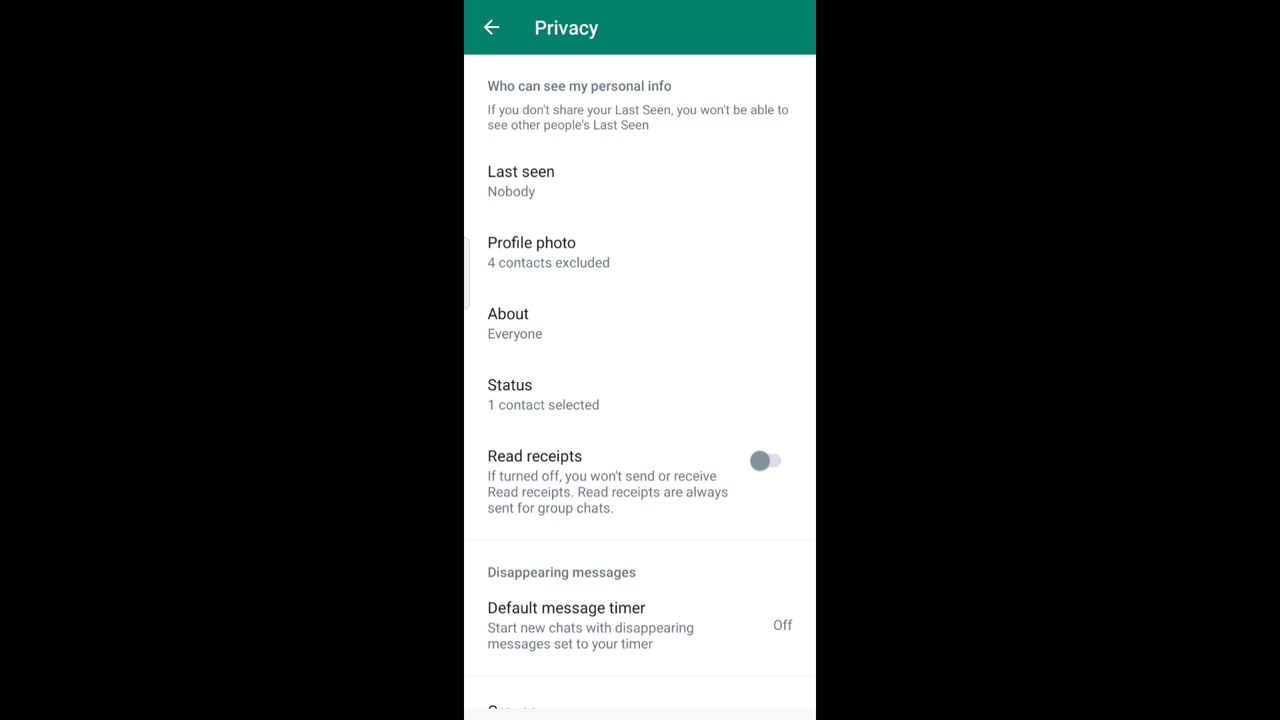 Privacy
Who can see my personal info
If you don't share your Last Seen, you won't be able to
see other people's Last Seen
Last seen
Nobody
Profile photo
4 contacts excluded
About
Everyone
Status
1 contact selected
Read receipts
If turned off, you won't send or receive
Read receipts. Read receipts are always
sent for group chats.
Disappearing messages
Default message timer
Start new chats with disappearing
messages set to your timer
Off